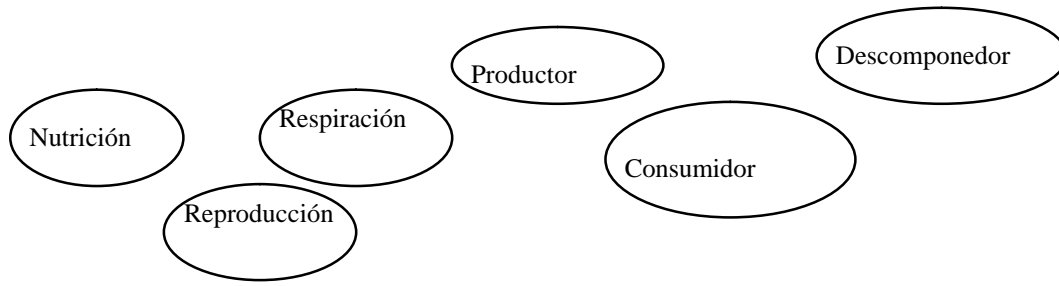 Descomponedor
Productor
Respiración
Nutrición
Consumidor
Reproducción